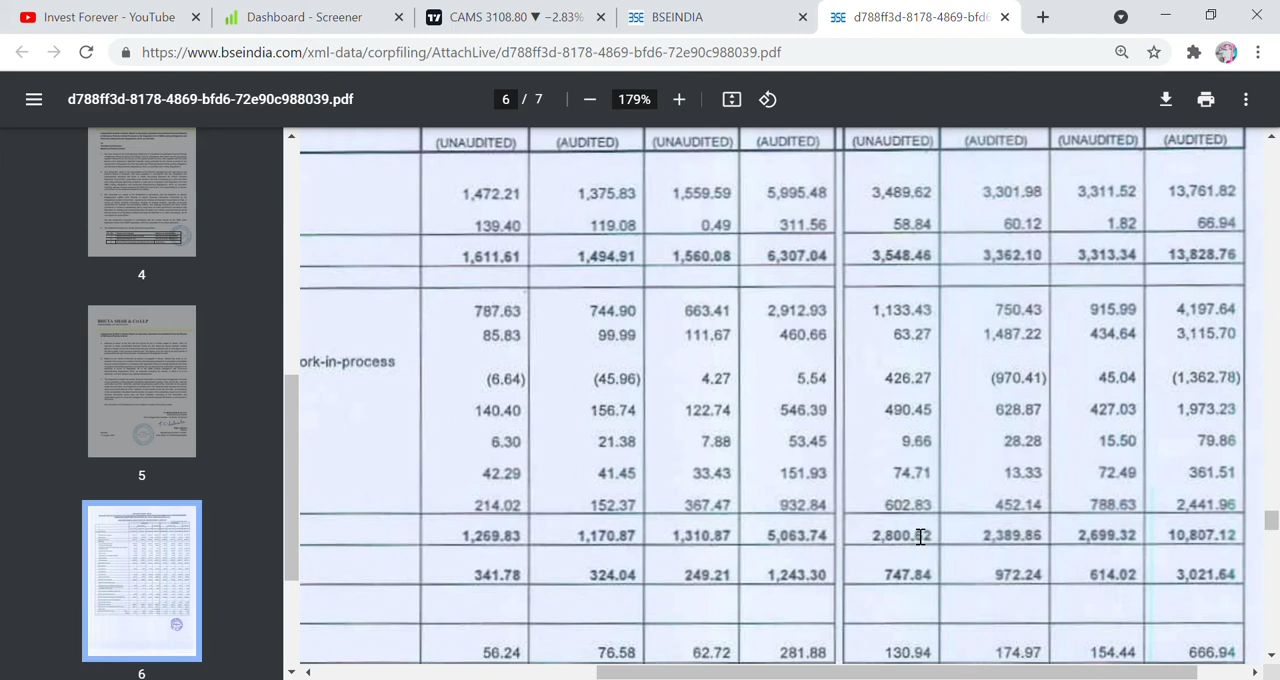 Invest Forever - YouTube
Dashboard - Screener
CAMS 3108.80 ▼ −2.83%
BSEINDIA
d788ff3d-8178-4869-bfd6
https://www.bseindia.com/xml-data/corpfiling/AttachLive/d788ff3d-8178-4869-bfd6-72e90c988039.pdf
d788ff3d-8178-4869-bfd6-72e90c988039.pdf
6 / 7
179%
4
5
6
(UNAUDITED) (AUDITED) (UNAUDITED) (AUDITED) (UNAUDITED) (AUDITED) (UNAUDITED) (AUDITED)
1,472.21 1,375.83 1,559.59 5,995.48 3,489.62 3,301.98 3,311.52 13,761.82
139.40 119.08 0.49 311.56 58.84 60.12 1.82 66.94
1,611.61 1,494.91 1,560.08 6,307.04 3,548.46 3,362.10 3,313.34 13,828.76
787.63 744.90 663.41 2,912.93 1,133.43 750.43 915.99 4,197.64
85.83 99.99 111.67 460.66 63.27 1,487.22 434.64 3,115.70
ork-in-process
(6.64) (45.96) 4.27 5.54 426.27 (970.41) 45.04 (1,362.78)
140.40 156.74 122.74 546.39 490.45 628.87 427.03 1,973.23
6.30 21.38 7.88 53.45 9.66 28.28 15.50 79.86
42.29 41.45 33.43 151.93 74.71 13.33 72.49 361.51
214.02 152.37 367.47 932.84 602.83 452.14 788.63 2,441.96
1,269.83 1,170.87 1,310.87 5,063.74 2,800.62 2,389.86 2,699.32 10,807.12
341.78 324.04 249.21 1,243.30 747.84 972.24 614.02 3,021.64
56.24 76.58 62.72 281.88 130.94 174.97 154.44 666.94